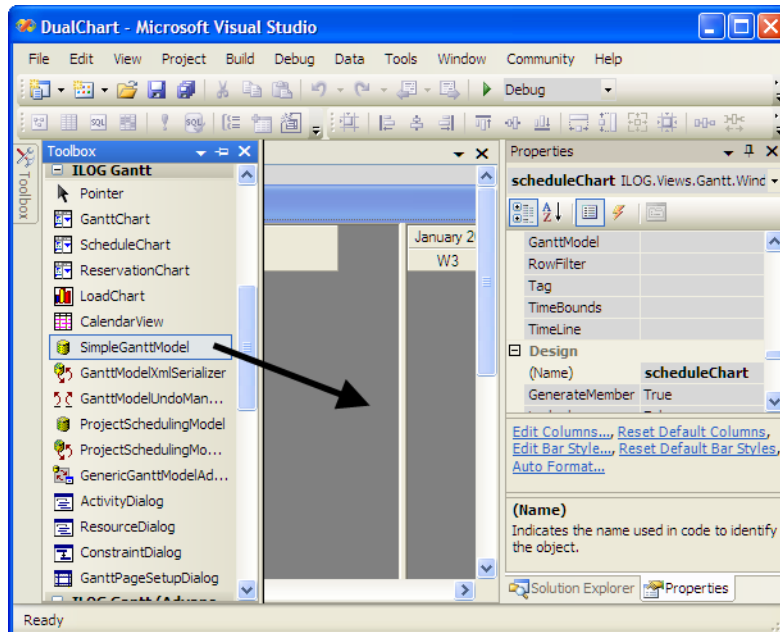 DualChart - Microsoft Visual Studio
File Edit View Project Build Debug Data Tools Window Community Help
Debug
Toolbox
Toolbox
ILOG Gantt
Pointer
GanttChart
ScheduleChart
ReservationChart
LoadChart
CalendarView
SimpleGanttModel
GanttModelXmlSerializer
GanttModelUndoMan...
ProjectSchedulingModel
ProjectSchedulingMo...
GenericGanttModelAd...
ActivityDialog
ResourceDialog
ConstraintDialog
GanttPageSetupDialog
January 2
W3
Properties
scheduleChart ILOG.Views.Gantt.Winc
GanttModel
RowFilter
Tag
TimeBounds
TimeLine
Design
(Name) scheduleChart
GenerateMember True
Edit Columns..., Reset Default Columns,
Edit Bar Style..., Reset Default Bar Styles,
Auto Format...
(Name)
Indicates the name used in code to identify
the object.
Solution Explorer Properties
Ready